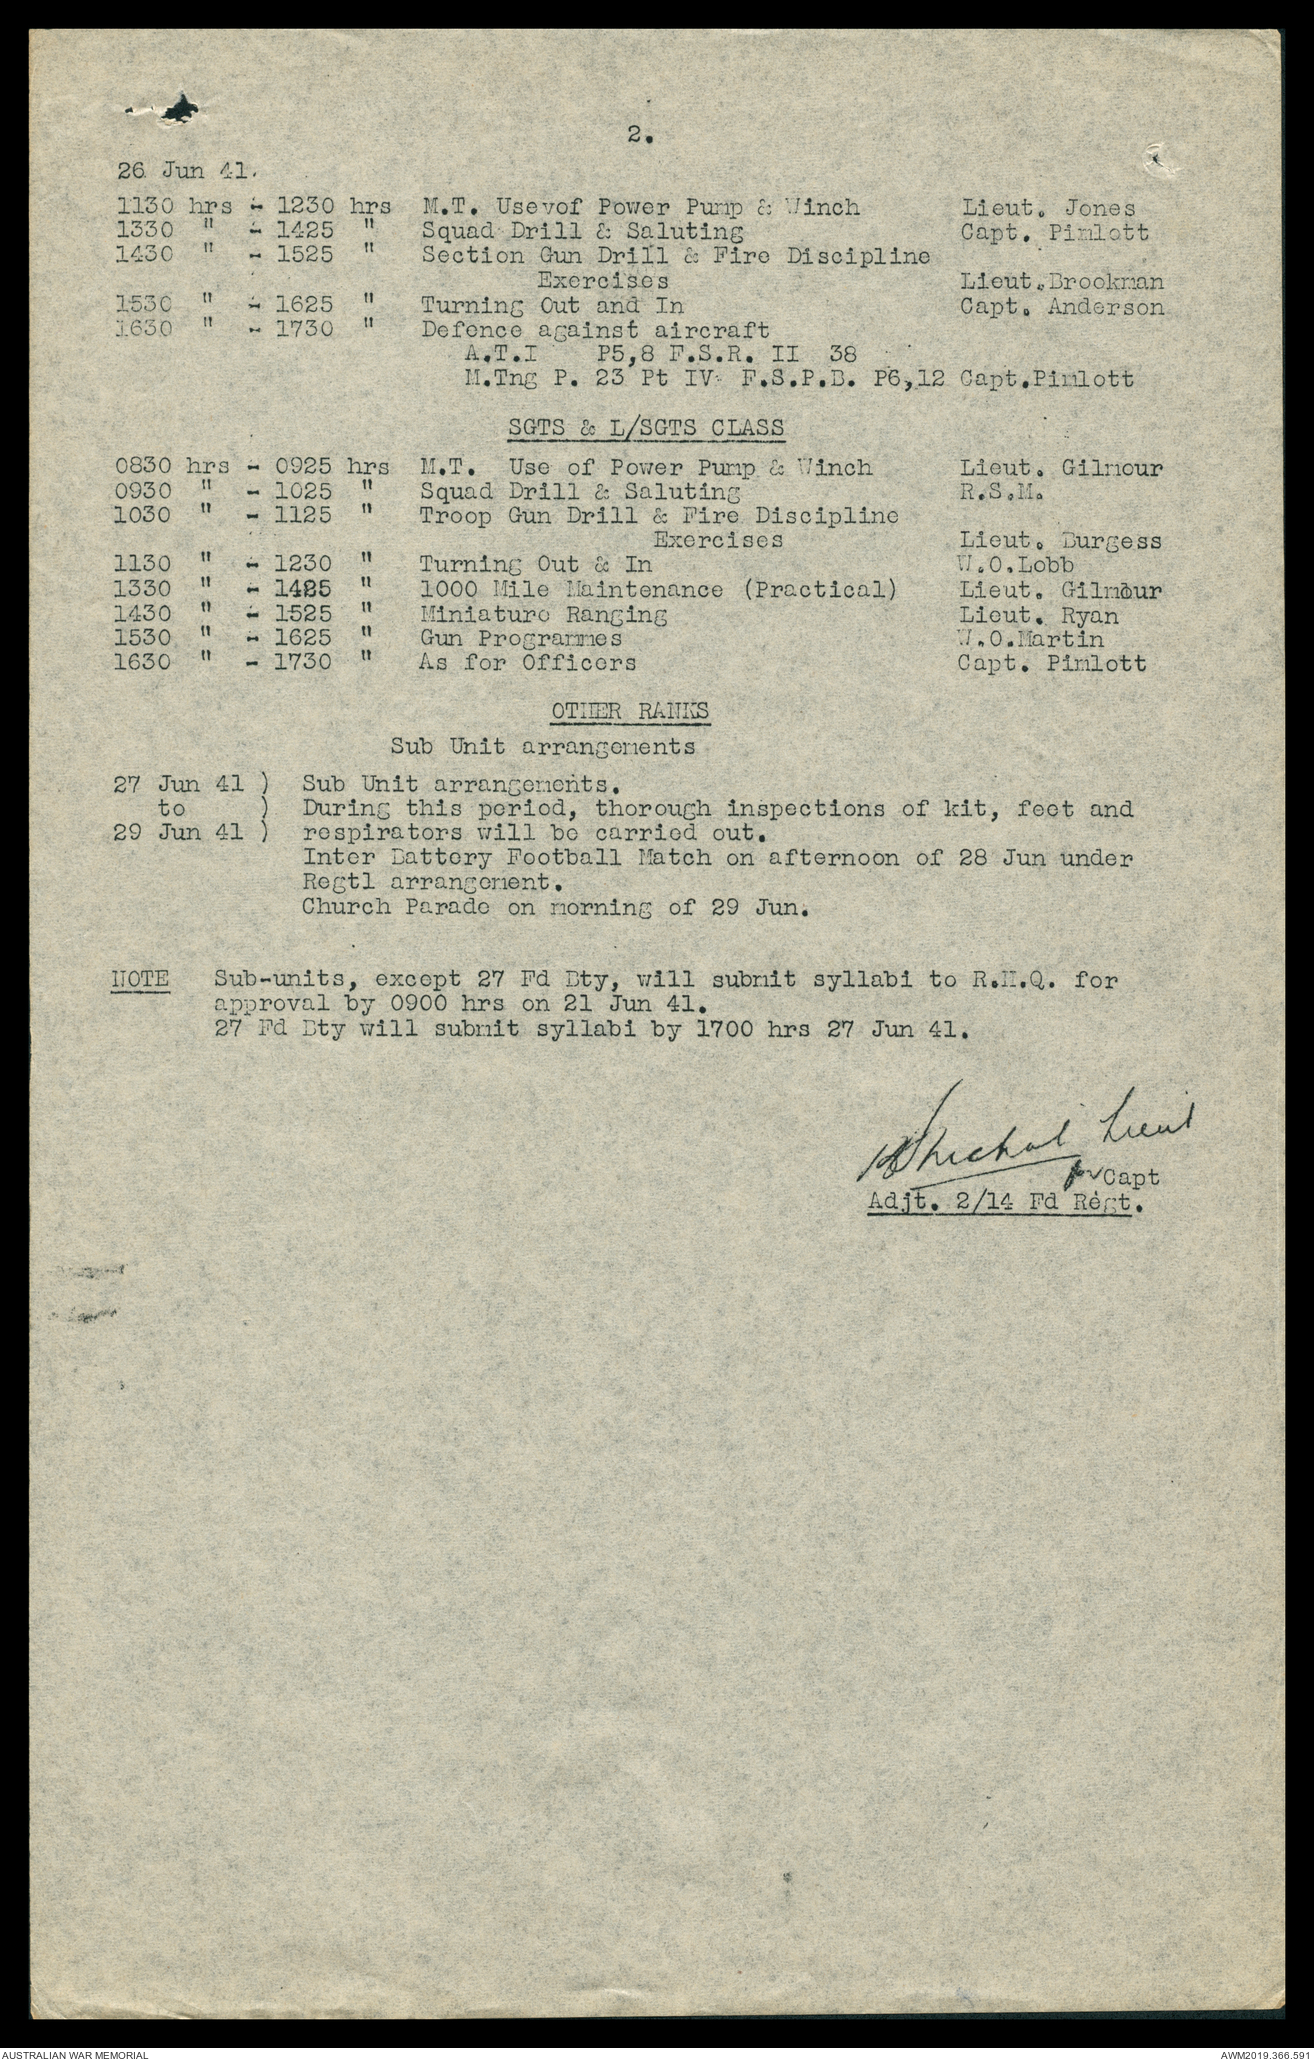 2.
26 Jun 41.
1130 hrs - 1230 hrs M.T. Usevof Power Pump & Winch Lieut. Jones
1330 " - 1425 " Squad Drill & Saluting Capt. Pimlott
1430 " - 1525 " Section Gun Drill & Fire Discipline
Exercises Lieut.Brookman
1530 " - 1625 " Turning Out and In Capt. Anderson
1630 " - 1730 " Defence against aircraft
A.T.I P5,8 F.S.R. II 38
M.Tng P. 23 Pt IV F.S.P.B. P6,12 Capt.Pimlott
SGTS & L/SGTS CLASS
0830 hrs - 0925 hrs M.T. Use of Power Pump & Winch Lieut. Gilmour
0930 " - 1025 " Squad Drill & Saluting R.S.M.
1030 " - 1125 " Troop Gun Drill & Fire Discipline
Exercises Lieut. Burgess
1130 " - 1230 " Turning Out & In W.O.Lobb
1330 " - 1425 " 1000 Mile Maintenance (Practical) Lieut. Gilmour
1430 " - 1525 " Miniature Ranging Lieut. Ryan
1530 " - 1625 " Gun Programmes W.O.Martin
1630 " - 1730 " As for Officers Capt. Pimlott
OTHER RANKS
Sub Unit arrangements
27 Jun 41 ) Sub Unit arrangements.
to ) During this period, thorough inspections of kit, feet and
29 Jun 41 ) respirators will be carried out.
Inter Battery Football Match on afternoon of 28 Jun under
Regtl arrangement.
Church Parade on morning of 29 Jun.
NOTE Sub-units, except 27 Fd Bty, will submit syllabi to R.H.Q. for
approval by 0900 hrs on 21 Jun 41.
27 Fd Bty will submit syllabi by 1700 hrs 27 Jun 41.
Lieut
Capt
Adjt. 2/14 Fd Regt.
AUSTRALIAN WAR MEMORIAL AWM2019.366.591